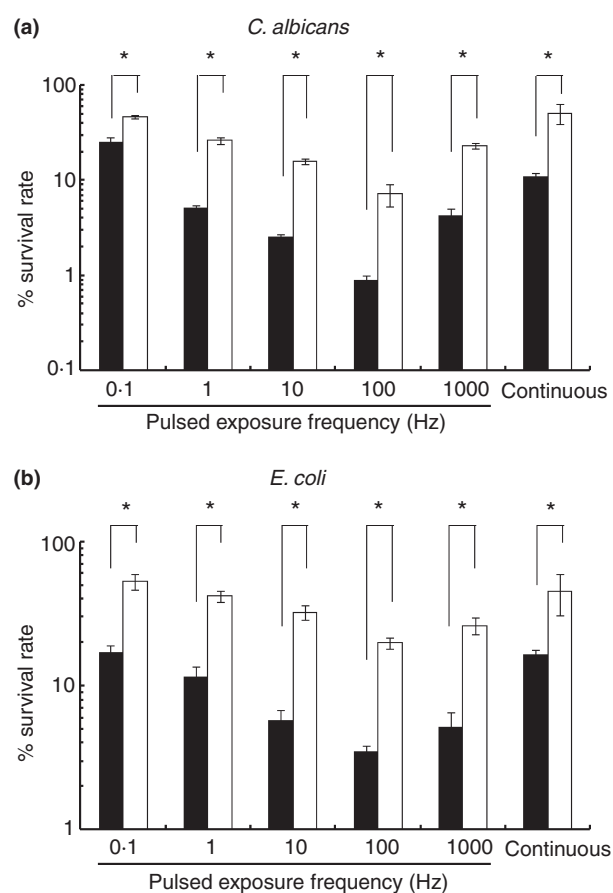 (a) C. albicans
* * * * * *
100
10
1
0·1
% survival rate
0·1 1 10 100 1000 Continuous
Pulsed exposure frequency (Hz)
(b) E. coli
* * * * * *
100
10
1
% survival rate
0·1 1 10 100 1000 Continuous
Pulsed exposure frequency (Hz)